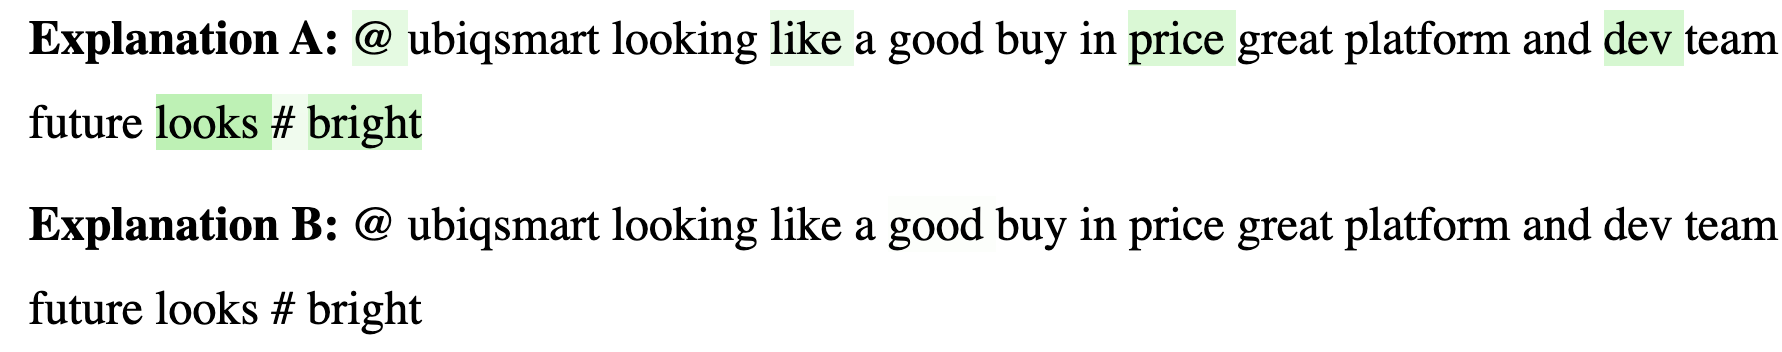 Explanation A: @ ubiqsmart looking like a good buy in price great platform and dev team
future looks # bright
Explanation B: @ ubiqsmart looking like a good buy in price great platform and dev team
future looks # bright